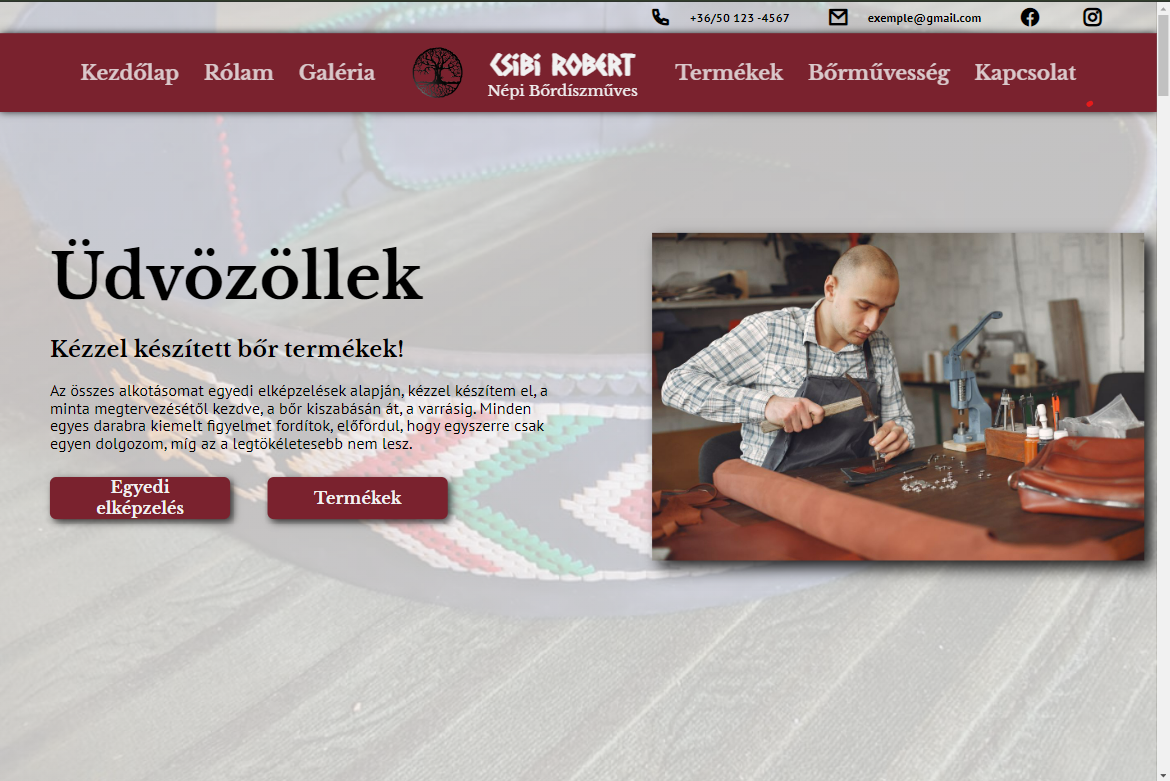 +36/50 123 -4567 exemple@gmail.com
Kezdőlap Rólam Galéria CSIBI ROBERT Termékek Bőrművesség Kapcsolat
Népi Bőrdíszműves
Üdvözöllek
Kézzel készített bőr termékek!
Az összes alkotásomat egyedi elképzelések alapján, kézzel készítem el, a
minta megtervezésétől kezdve, a bőr kiszabásán át, a varrásig. Minden
egyes darabra kiemelt figyelmet fordítok, előfordul, hogy egyszerre csak
egyen dolgozom, míg az a legtökéletesebb nem lesz.
Egyedi
elképzelés
Termékek